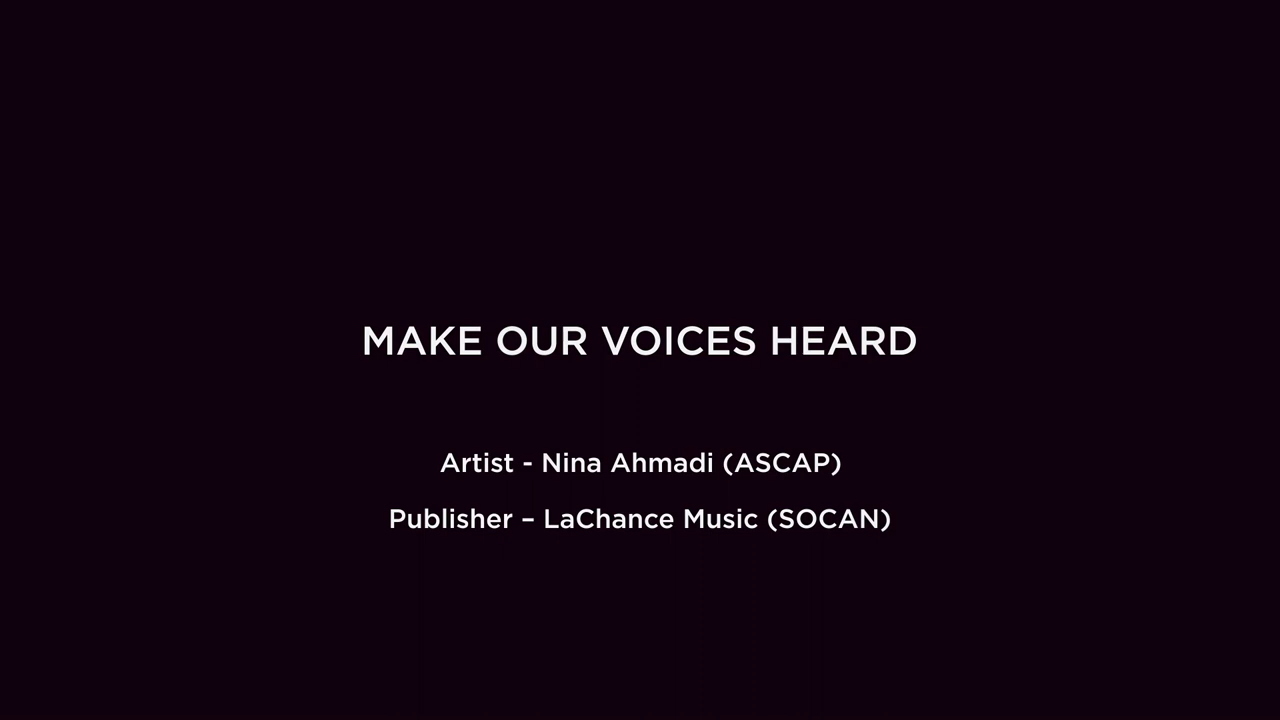 MAKE OUR VOICES HEARD
Artist - Nina Ahmadi (ASCAP)
Publisher – LaChance Music (SOCAN)